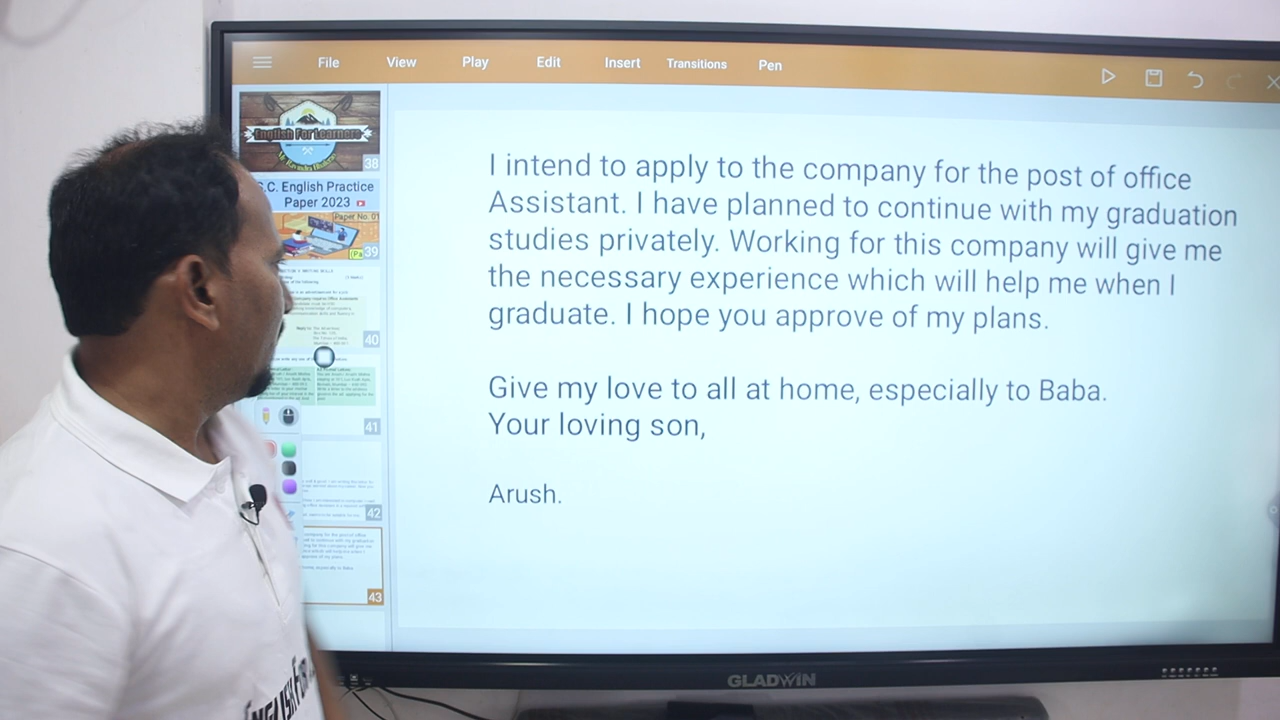 File View Play Edit Insert Transitions Pen
English For Learners
38
S.C. English Practice
Paper 2023
Paper No. 01
39
40
41
42
43
I intend to apply to the company for the post of office
Assistant. I have planned to continue with my graduation
studies privately. Working for this company will give me
the necessary experience which will help me when I
graduate. I hope you approve of my plans.
Give my love to all at home, especially to Baba.
Your loving son,
Arush.
GLADWIN